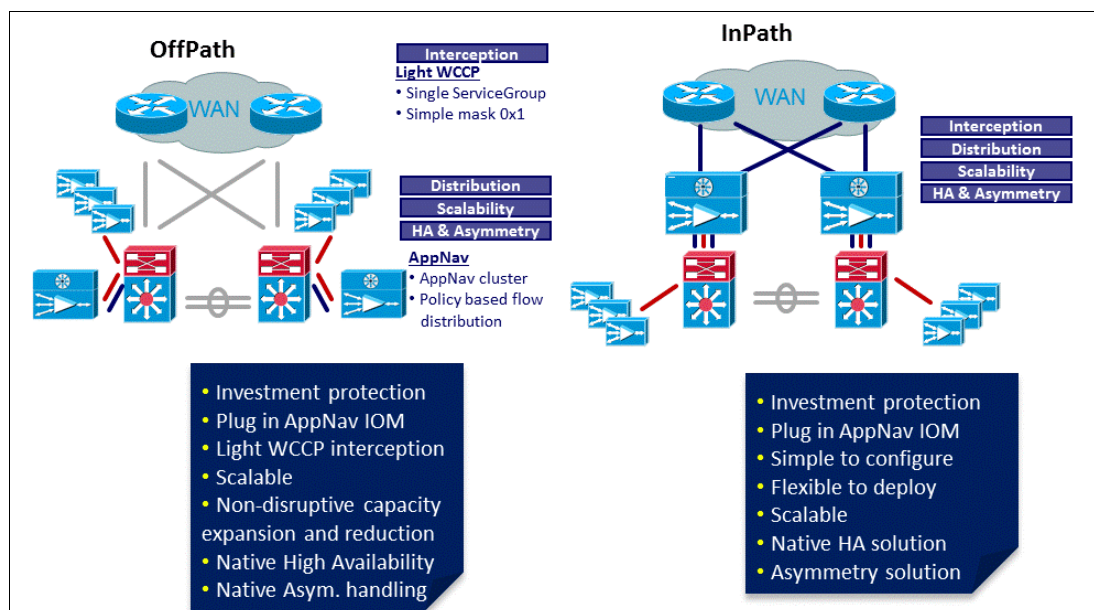 OffPath
WAN
Interception
Light WCCP
• Single ServiceGroup
• Simple mask 0x1
Distribution
Scalability
HA & Asymmetry
AppNav
• AppNav cluster
• Policy based flow
distribution
• Investment protection
• Plug in AppNav IOM
• Light WCCP interception
• Scalable
• Non-disruptive capacity
expansion and reduction
• Native High Availability
• Native Asym. handling
InPath
WAN
Interception
Distribution
Scalability
HA & Asymmetry
• Investment protection
• Plug in AppNav IOM
• Simple to configure
• Flexible to deploy
• Scalable
• Native HA solution
• Asymmetry solution